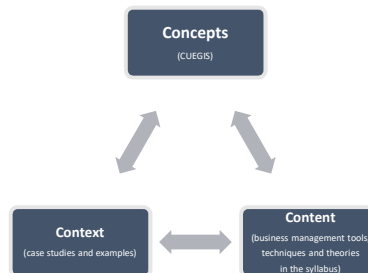 Concepts
(CUEGIS)
Context
(case studies and examples)
Content
(business management tools
techniques and theories
in the syllabus)